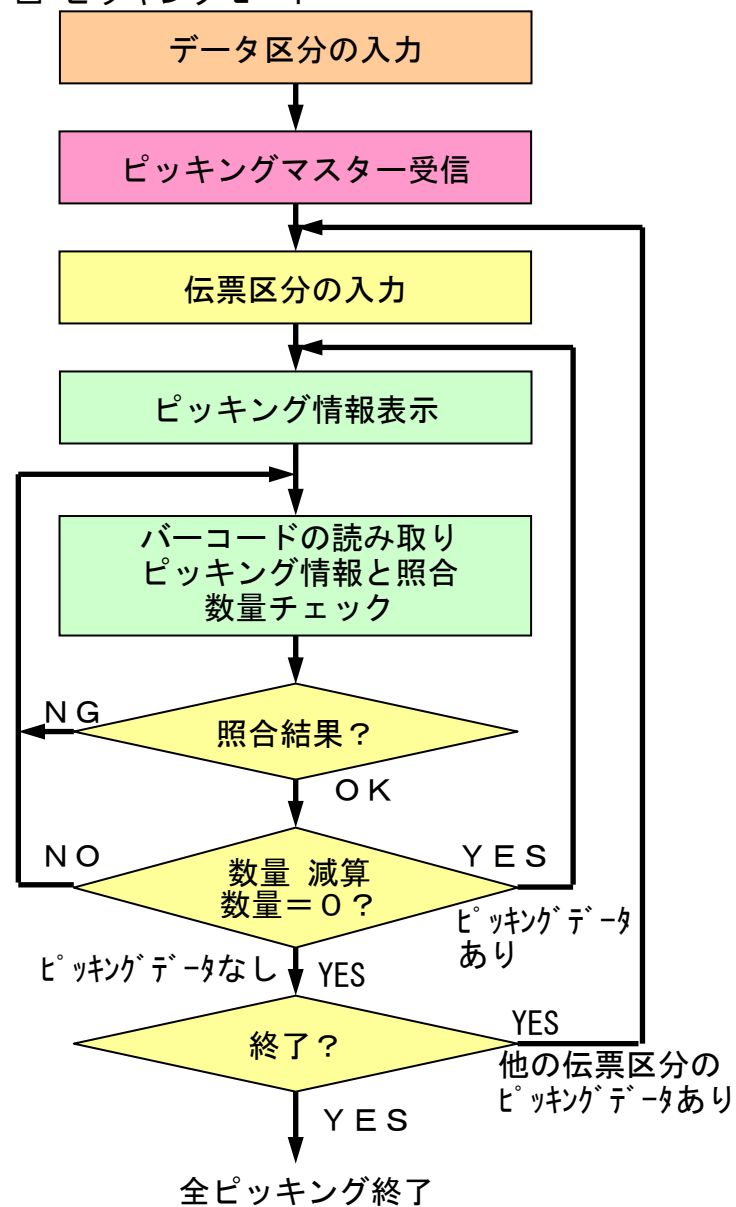 データ区分の入力
ピッキングマスター受信
伝票区分の入力
ピッキング情報表示
バーコードの読み取り
ピッキング情報と照合
数量チェック
ＮＧ
照合結果？
ＯＫ
ＮＯ
数量 減算
数量＝０？
ＹＥＳ
ﾋﾟｯｷﾝｸﾞﾃﾞｰﾀ
あり
ﾋﾟｯｷﾝｸﾞﾃﾞｰﾀなし
YES
終了？
YES
他の伝票区分の
ﾋﾟｯｷﾝｸﾞﾃﾞｰﾀあり
ＹＥＳ
全ピッキング終了